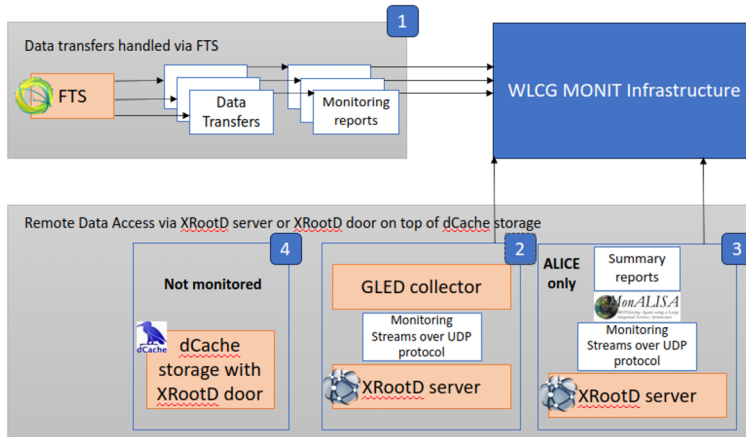 1
Data transfers handled via FTS
FTS
Data
Transfers
Monitoring
reports
WLCG MONIT Infrastructure
Remote Data Access via XRootD server or XRootD door on top of dCache storage
4
Not monitored
dCache
dCache
storage with
XRootD door
2
GLED collector
Monitoring
Streams over UDP
protocol
XRootD server
3
ALICE
only
Summary
reports
MonALISA
Monitoring
Streams over UDP
protocol
XRootD server